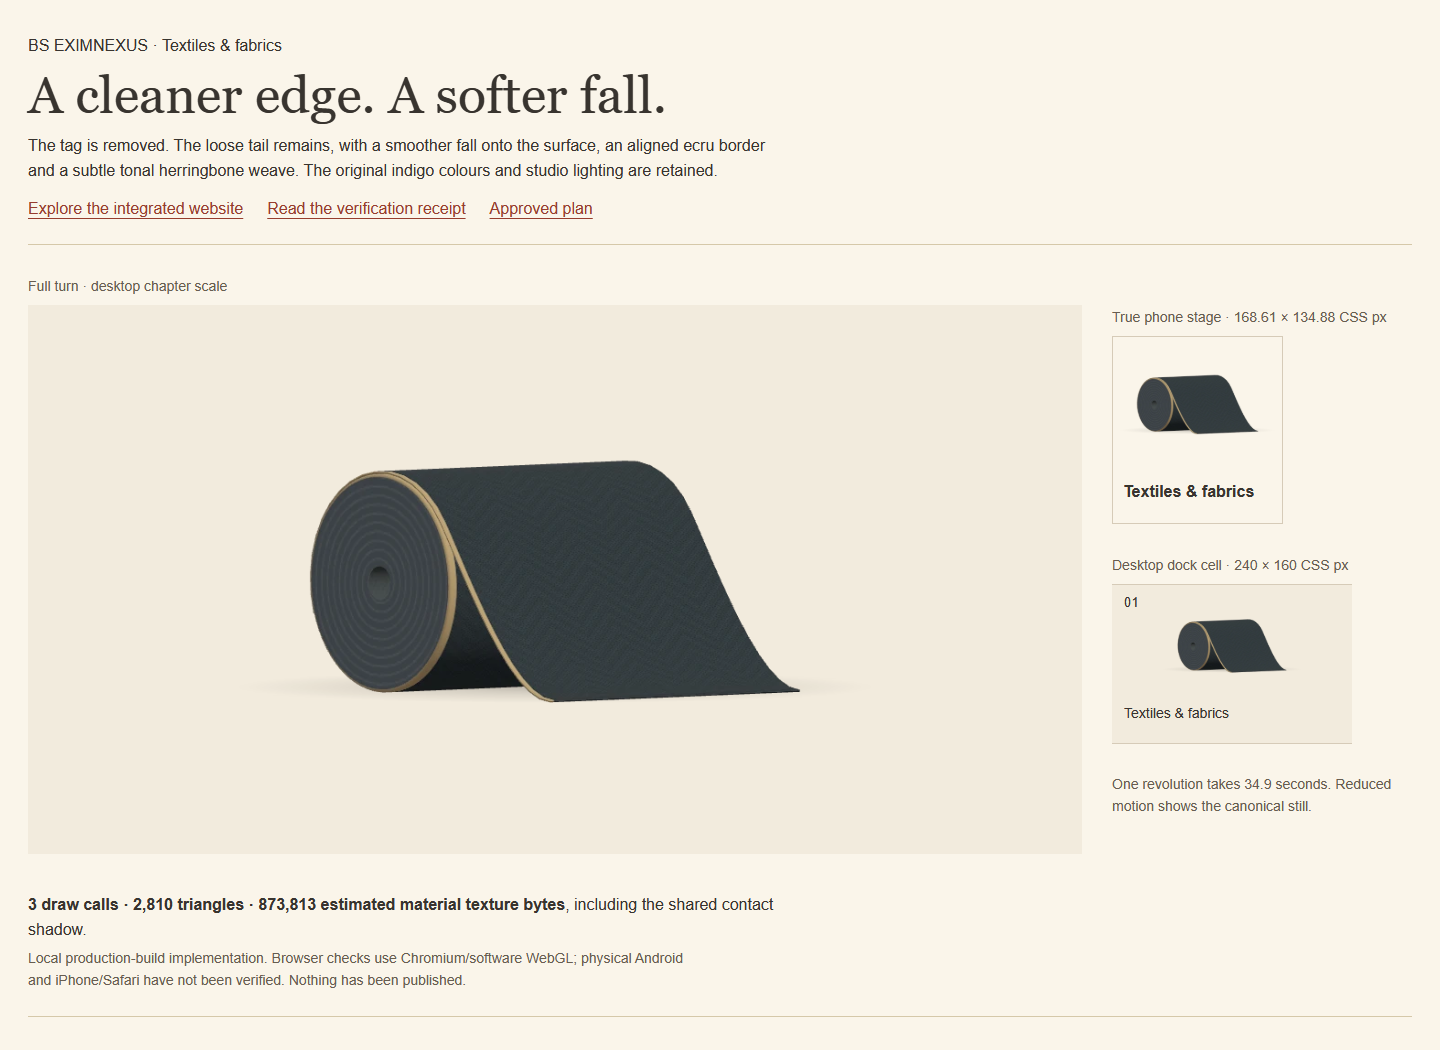 BS EXIMNEXUS · Textiles & fabrics
A cleaner edge. A softer fall.
The tag is removed. The loose tail remains, with a smoother fall onto the surface, an aligned ecru border
and a subtle tonal herringbone weave. The original indigo colours and studio lighting are retained.
Explore the integrated website Read the verification receipt Approved plan
Full turn · desktop chapter scale
True phone stage · 168.61 × 134.88 CSS px
Textiles & fabrics
Desktop dock cell · 240 × 160 CSS px
01
Textiles & fabrics
One revolution takes 34.9 seconds. Reduced
motion shows the canonical still.
3 draw calls · 2,810 triangles · 873,813 estimated material texture bytes, including the shared contact
shadow.
Local production-build implementation. Browser checks use Chromium/software WebGL; physical Android
and iPhone/Safari have not been verified. Nothing has been published.